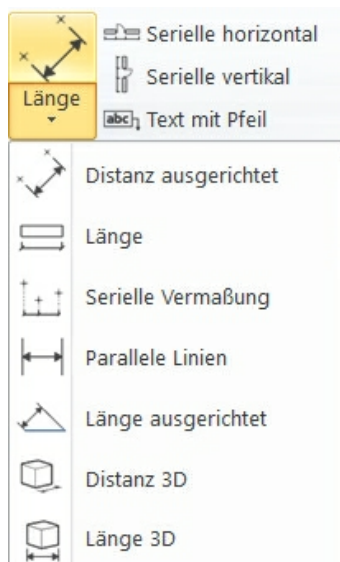 Serielle horizontal
Serielle vertikal
Länge
abc Text mit Pfeil
Distanz ausgerichtet
Länge
Serielle Vermaßung
Parallele Linien
Länge ausgerichtet
Distanz 3D
Länge 3D